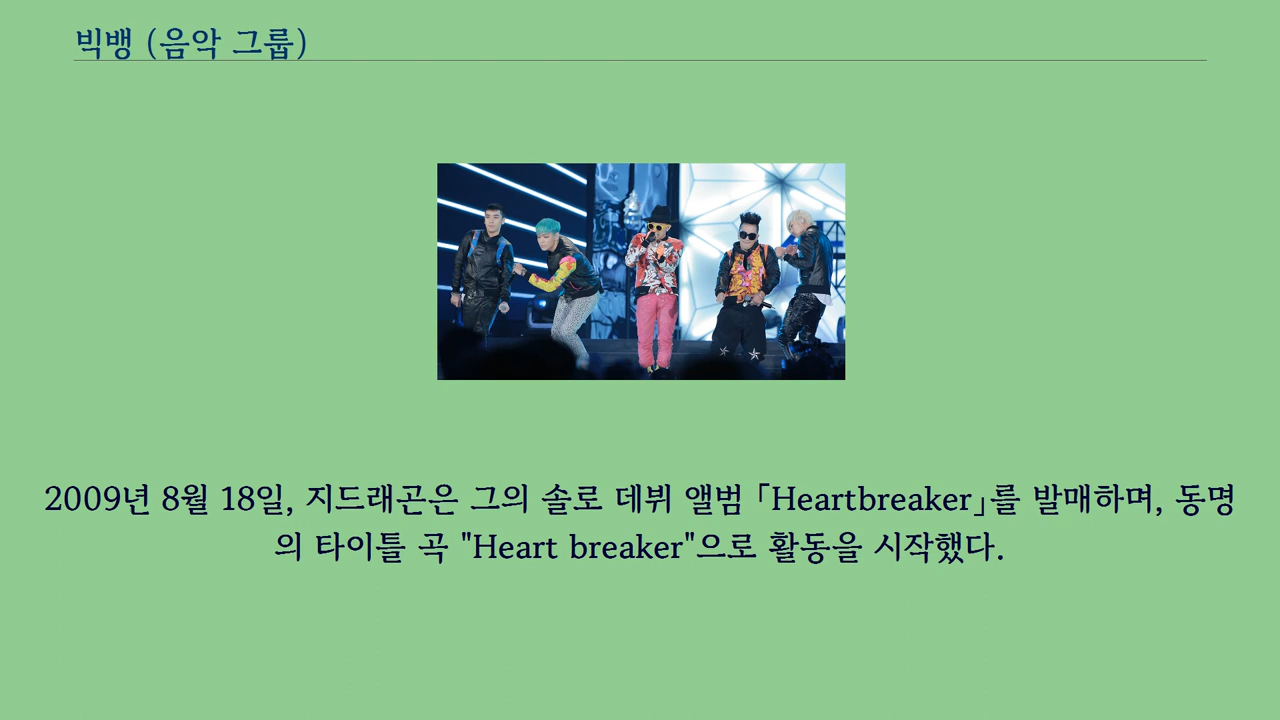 빅뱅 (음악 그룹)
2009년 8월 18일, 지드래곤은 그의 솔로 데뷔 앨범 ｢Heartbreaker｣를 발매하며, 동명
의 타이틀 곡 "Heart breaker"으로 활동을 시작했다.